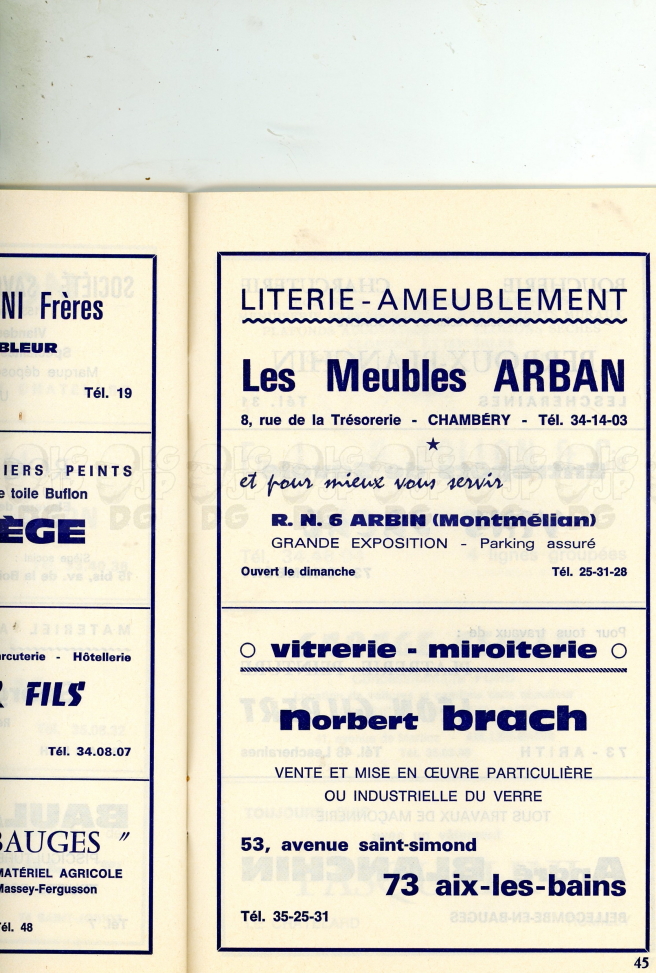 NI Frères
BLEUR
Tél. 19
IERS PEINTS
e toile Buflon
ÈGE
arcuterie - Hôtellerie
FILS
Tél. 34.08.07
BAUGES "
MATÉRIEL AGRICOLE
Massey-Fergusson
Tél. 48
LITERIE-AMEUBLEMENT
Les Meubles ARBAN
8, rue de la Trésorerie - CHAMBÉRY - Tél. 34-14-03
★
et pour mieux vous servir
R. N. 6 ARBIN (Montmélian)
GRANDE EXPOSITION - Parking assuré
Ouvert le dimanche Tél. 25-31-28
vitrerie - miroiterie
norbert brach
VENTE ET MISE EN ŒUVRE PARTICULIÈRE
OU INDUSTRIELLE DU VERRE
53, avenue saint-simond
73 aix-les-bains
Tél. 35-25-31
45